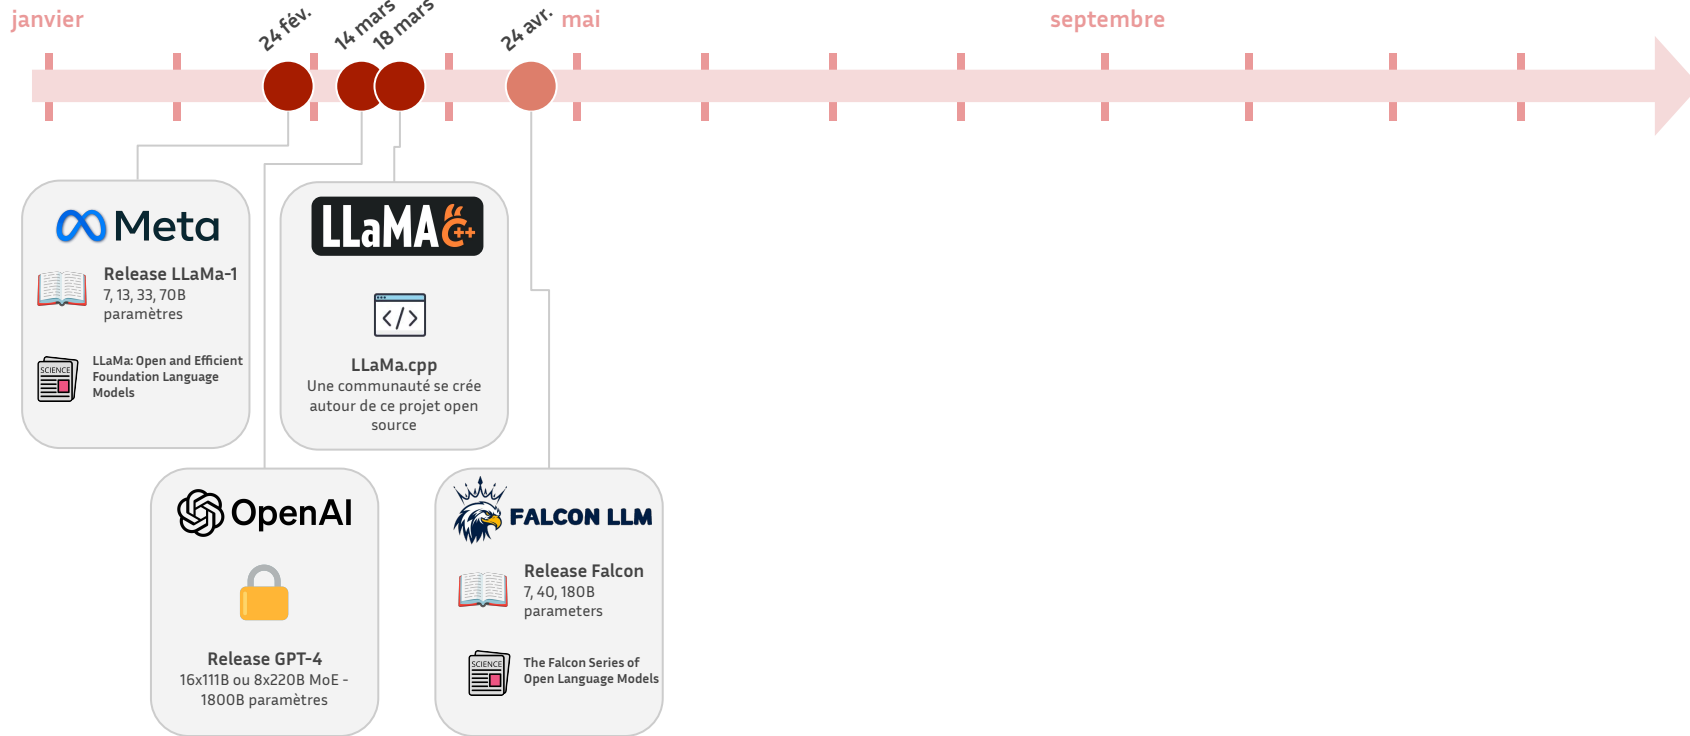 janvier
24 fév.
14 mars
18 mars
24 avr.
mai
septembre
Meta
Release LLaMa-1
7, 13, 33, 70B
paramètres
SCIENCE
LLaMa: Open and Efficient
Foundation Language
Models
LLaMA C++
</>
LLaMa.cpp
Une communauté se crée
autour de ce projet open
source
OpenAI
Release GPT-4
16x111B ou 8x220B MoE -
1800B paramètres
FALCON LLM
Release Falcon
7, 40, 180B
parameters
SCIENCE
The Falcon Series of
Open Language Models